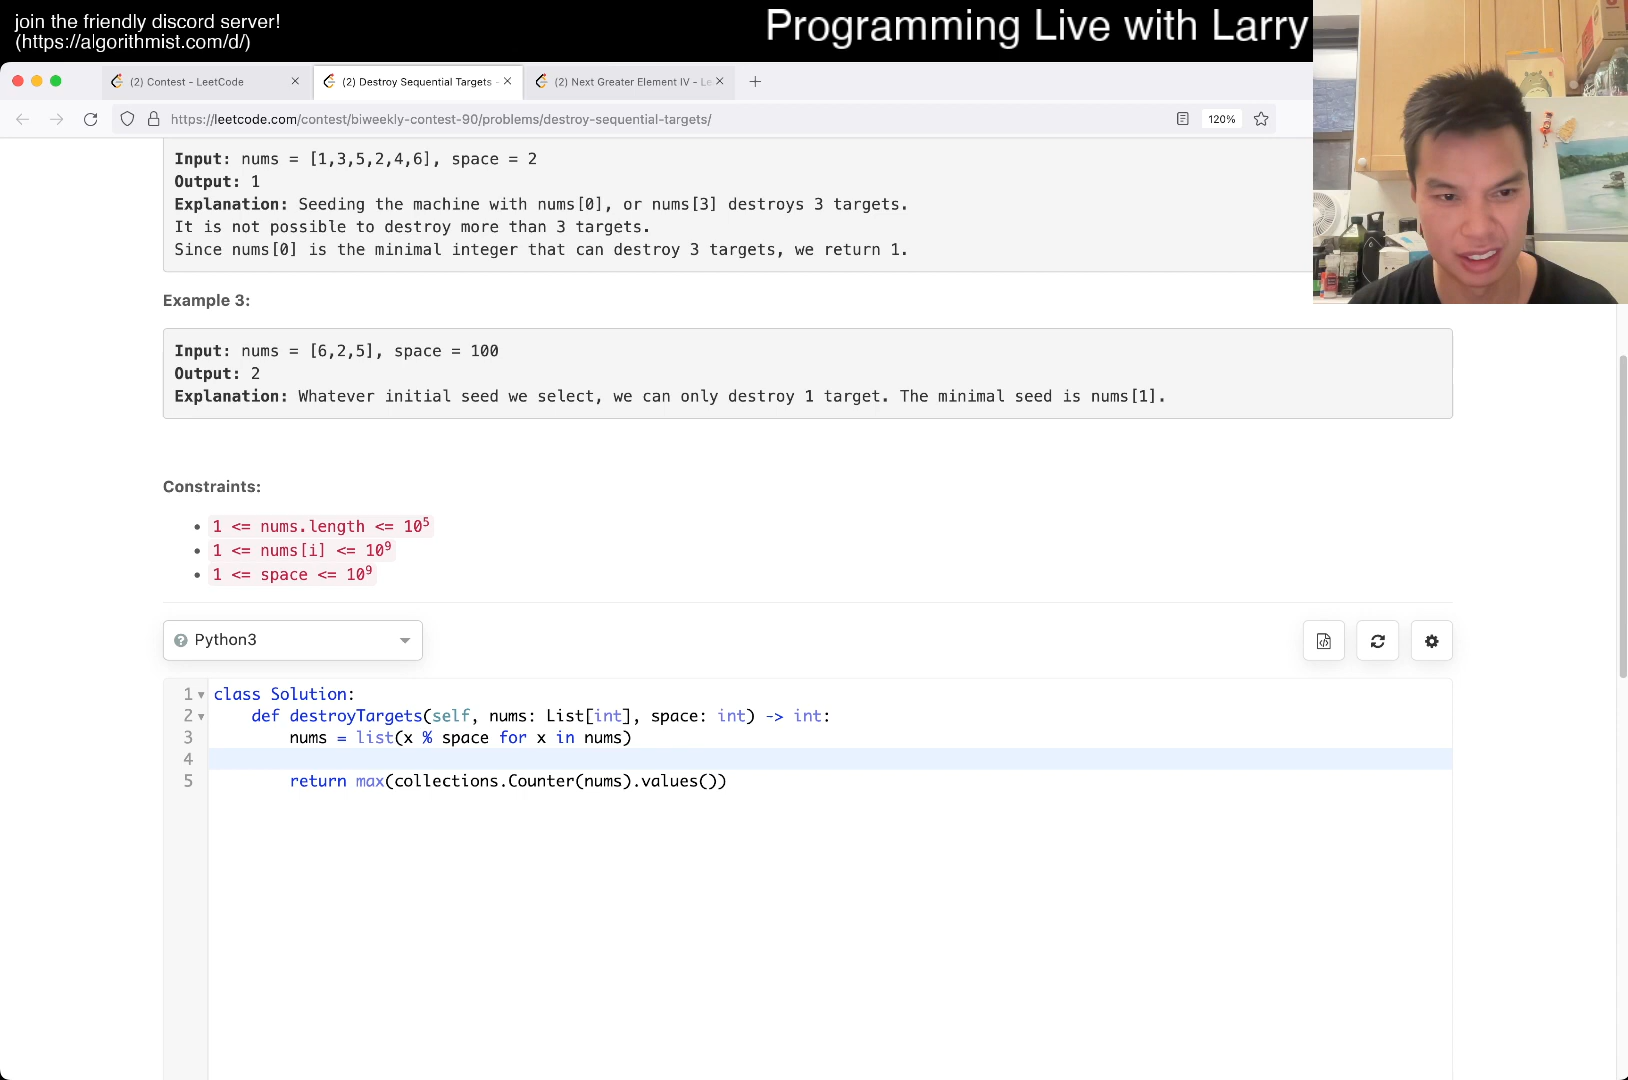 join the friendly discord server!
(https://algorithmist.com/d/)
Programming Live with Larry
(2) Contest - LeetCode
(2) Destroy Sequential Targets -
(2) Next Greater Element IV - Le
https://leetcode.com/contest/biweekly-contest-90/problems/destroy-sequential-targets/
120%
Input: nums = [1,3,5,2,4,6], space = 2
Output: 1
Explanation: Seeding the machine with nums[0], or nums[3] destroys 3 targets.
It is not possible to destroy more than 3 targets.
Since nums[0] is the minimal integer that can destroy 3 targets, we return 1.
Example 3:
Input: nums = [6,2,5], space = 100
Output: 2
Explanation: Whatever initial seed we select, we can only destroy 1 target. The minimal seed is nums[1].
Constraints:
• 1 <= nums.length <= 10⁵
• 1 <= nums[i] <= 10⁹
• 1 <= space <= 10⁹
Python3
1 class Solution:
2 def destroyTargets(self, nums: List[int], space: int) -> int:
3 nums = list(x % space for x in nums)
4
5 return max(collections.Counter(nums).values())